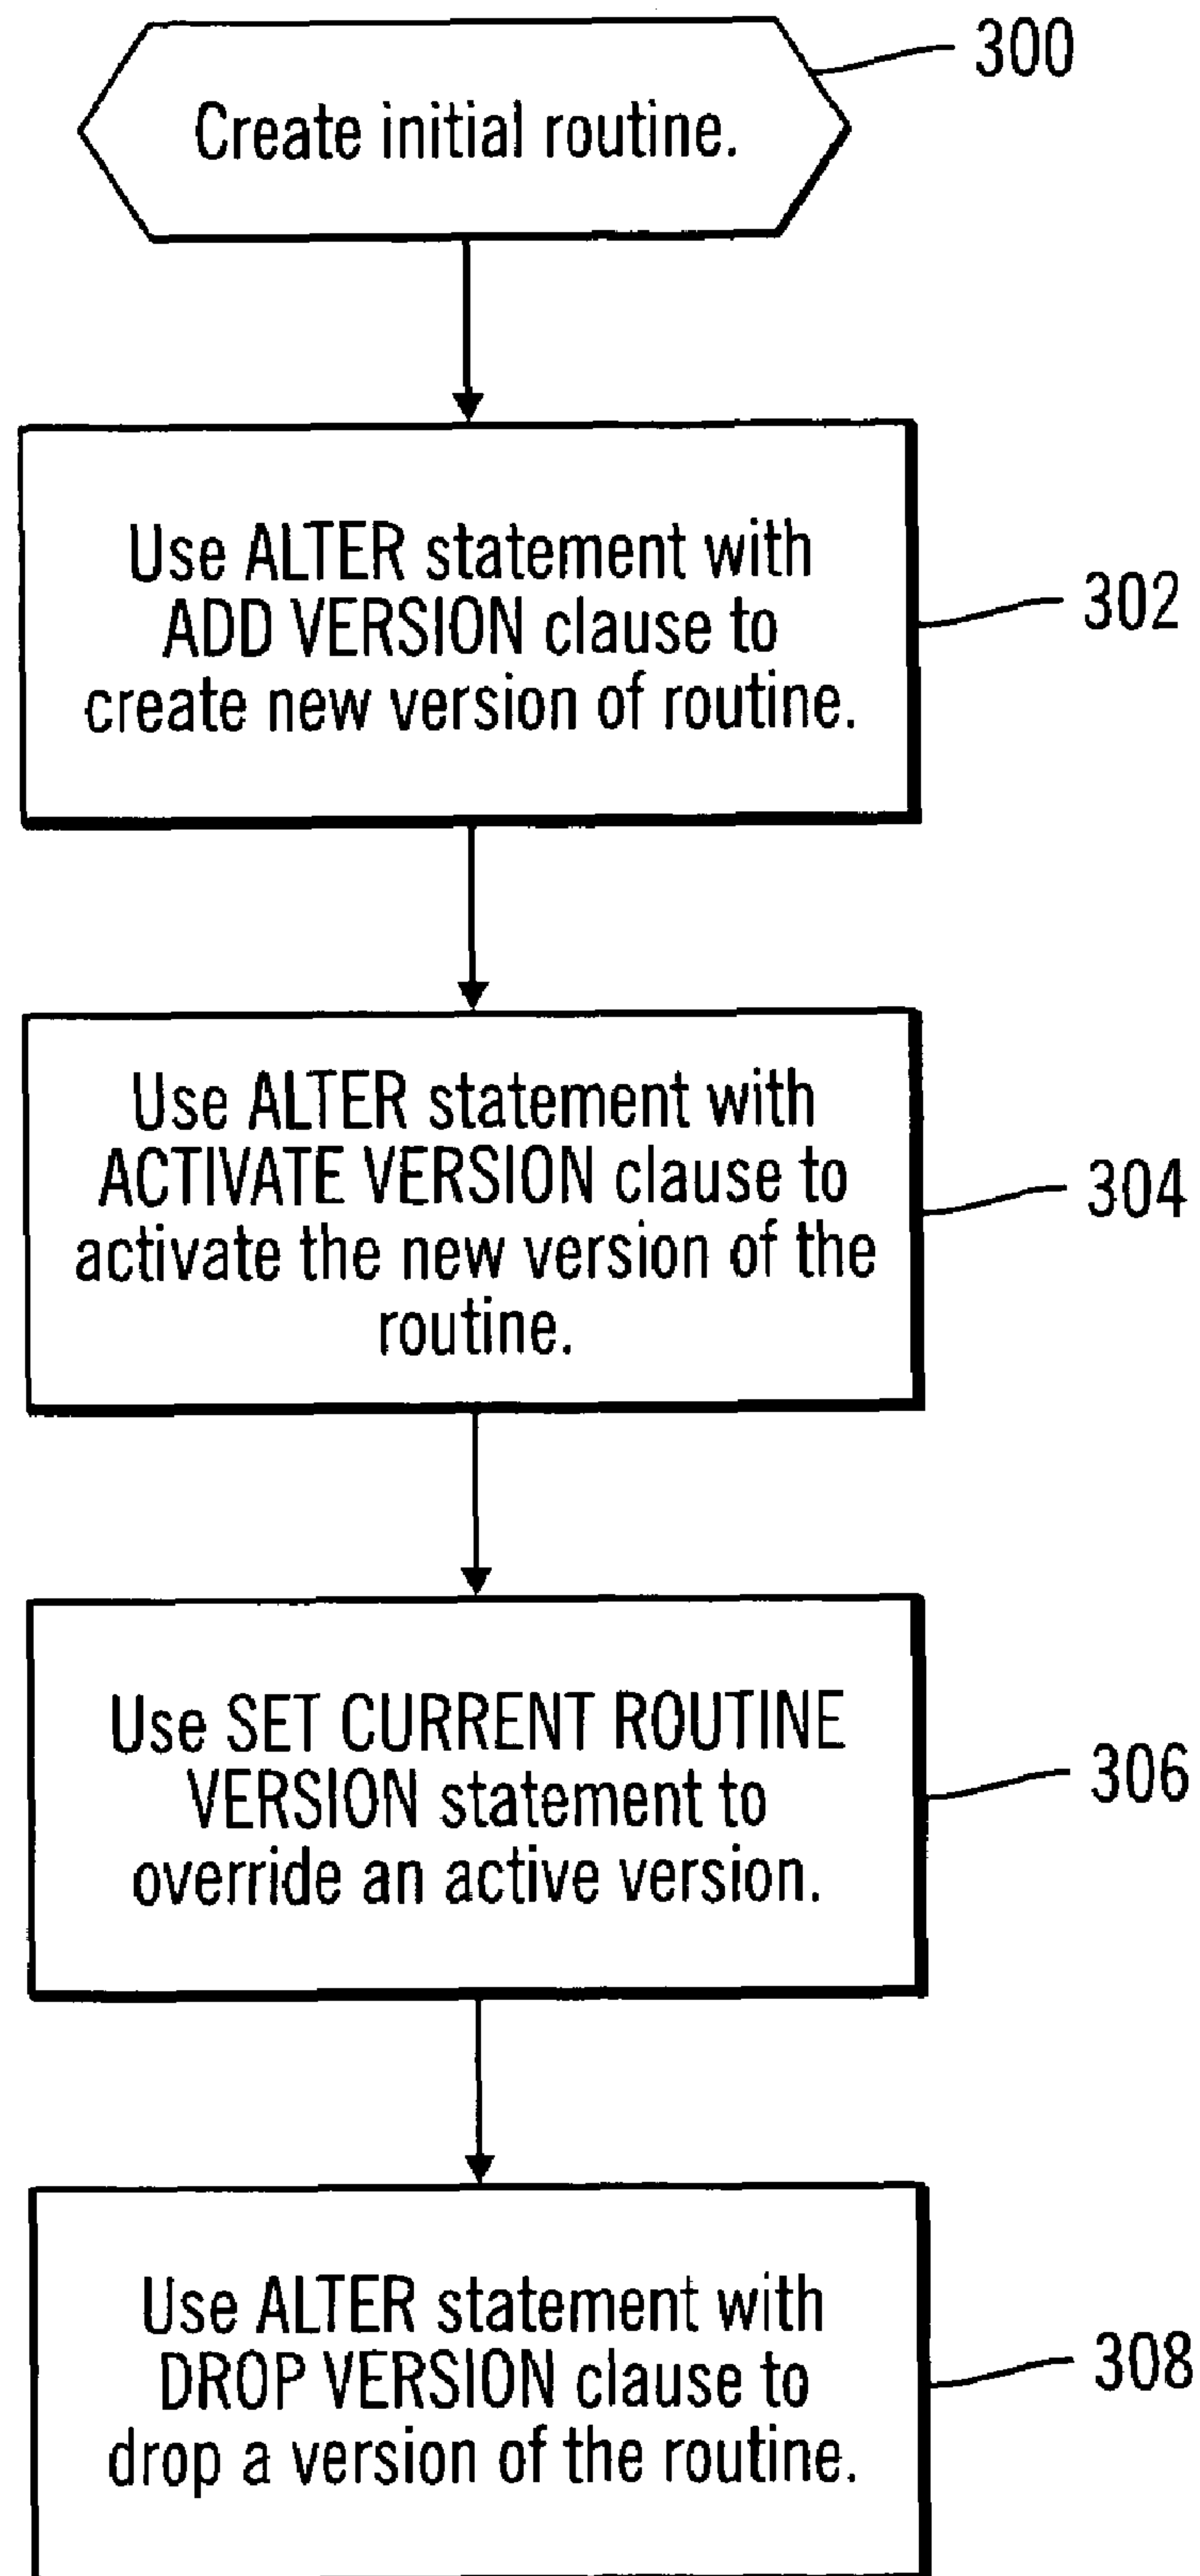 300
Create initial routine.
Use ALTER statement with
ADD VERSION clause to
create new version of routine.
302
Use ALTER statement with
ACTIVATE VERSION clause to
activate the new version of the
routine.
304
Use SET CURRENT ROUTINE
VERSION statement to
override an active version.
306
Use ALTER statement with
DROP VERSION clause to
drop a version of the routine.
308